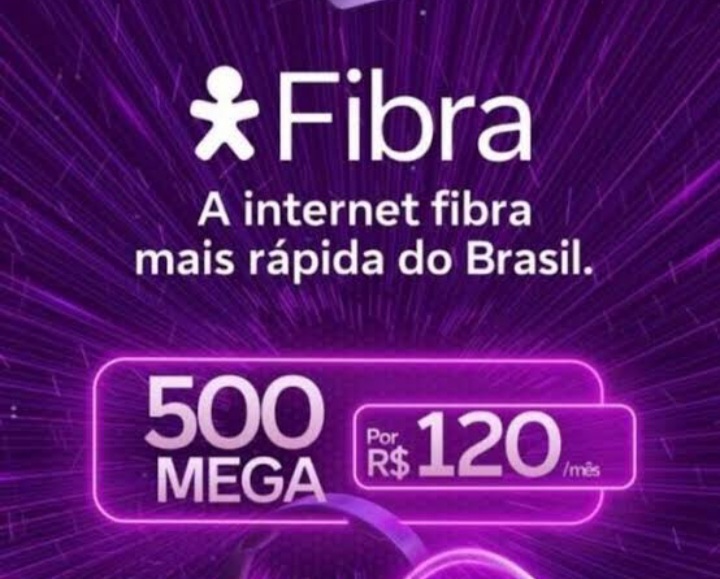 Fibra
A internet fibra
mais rápida do Brasil.
500
MEGA
Por
R$ 120 /mês